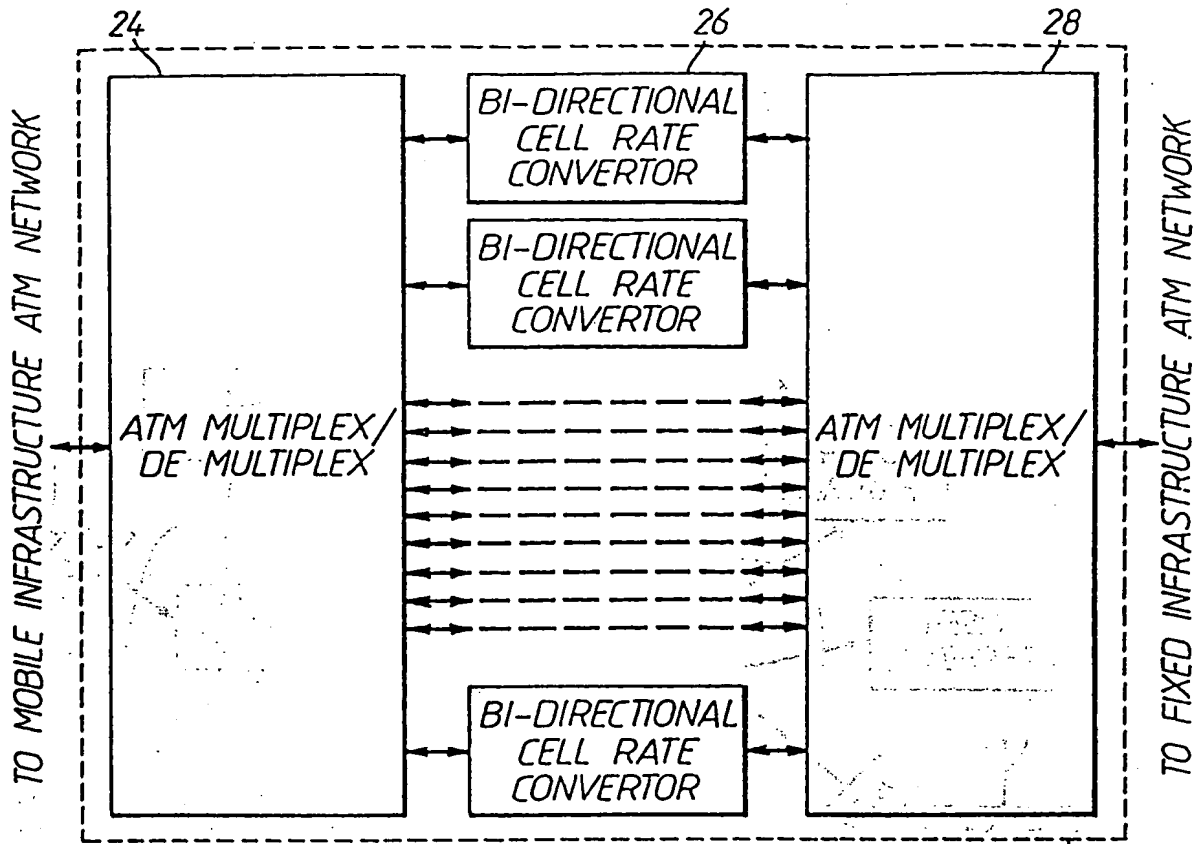 24
26
28
TO MOBILE INFRASTRUCTURE ATM NETWORK
ATM MULTIPLEX/
DE MULTIPLEX
BI-DIRECTIONAL
CELL RATE
CONVERTOR
BI-DIRECTIONAL
CELL RATE
CONVERTOR
BI-DIRECTIONAL
CELL RATE
CONVERTOR
ATM MULTIPLEX/
DE MULTIPLEX
TO FIXED INFRASTRUCTURE ATM NETWORK